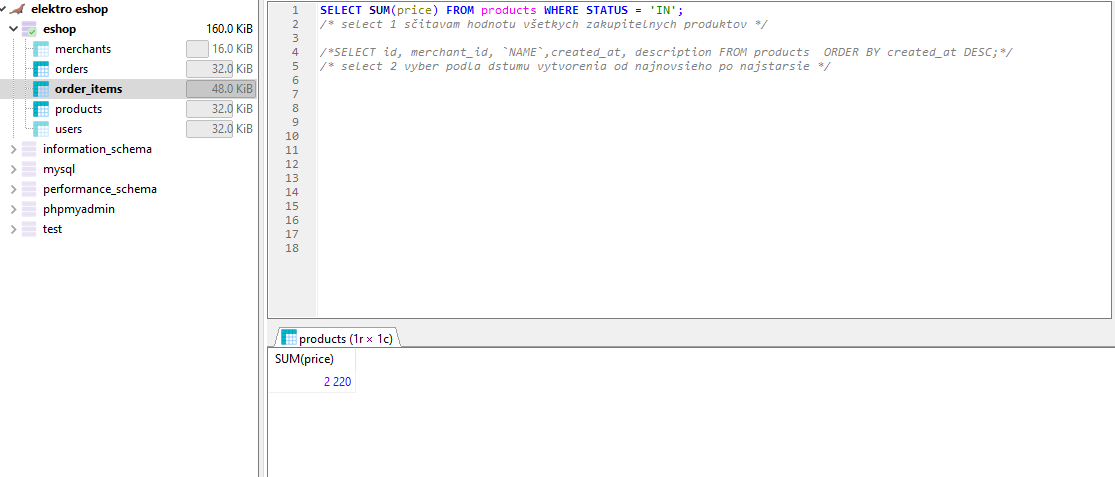 elektro eshop
eshop 160.0 KiB
merchants 16.0 KiB
orders 32.0 KiB
order_items 48.0 KiB
products 32.0 KiB
users 32.0 KiB
information_schema
mysql
performance_schema
phpmyadmin
test
1 SELECT SUM(price) FROM products WHERE STATUS = 'IN';
2 /* select 1 sčitavam hodnotu všetkych zakupitelnych produktov */
3
4 /*SELECT id, merchant_id, `NAME`,created_at, description FROM products  ORDER BY created_at DESC;*/
5 /* select 2 vyber podla dstumu vytvorenia od najnovsieho po najstarsie */
6
7
8
9
10
11
12
13
14
15
16
17
18
products (1r × 1c)
SUM(price)
2 220